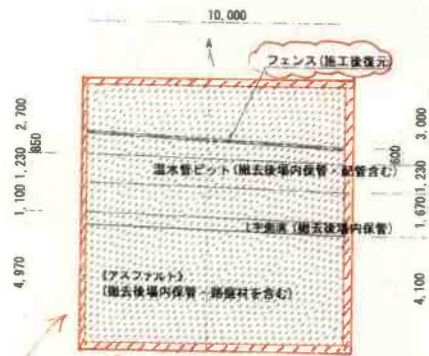 10,000
A
フェンス(施工後復元)
2,700
850
1,230
1,100
4,970
3,000
600
1,230
1,670
4,100
温水管ピット(撤去後場内保管・配管含む)
L字側溝(撤去後場内保管)
(アスファルト)
(撤去後場内保管・路盤材を含む)